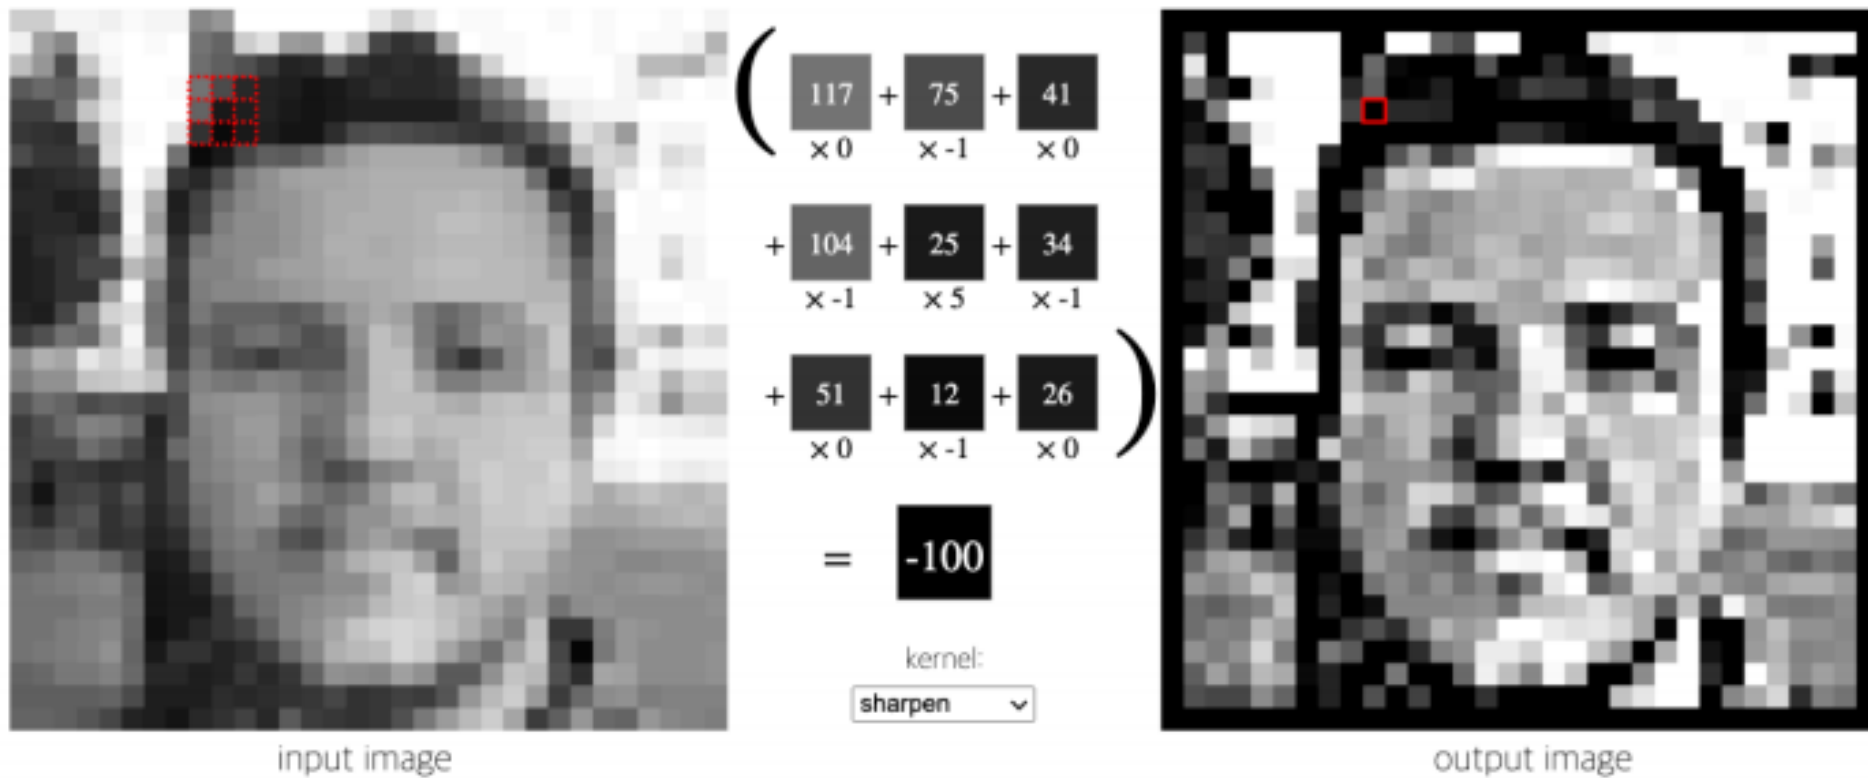 ( 117 + 75 + 41
×0 ×-1 ×0
+ 104 + 25 + 34
×-1 ×5 ×-1
+ 51 + 12 + 26 )
×0 ×-1 ×0
= -100
kernel:
sharpen
input image
output image